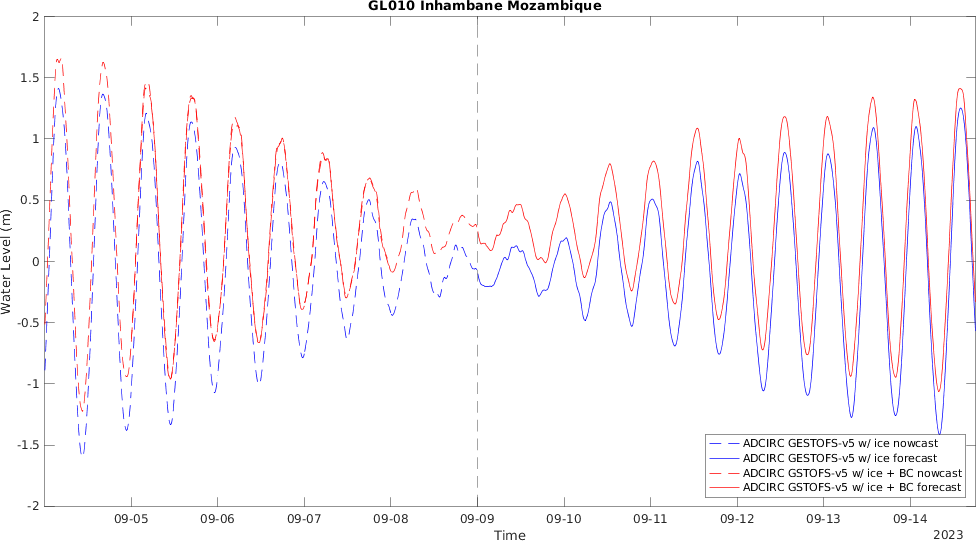 GL010 Inhambane Mozambique
2
1.5
1
0.5
0
-0.5
-1
-1.5
-2
Water Level (m)
09-05
09-06
09-07
09-08
09-09
09-10
09-11
09-12
09-13
09-14
Time
2023
ADCIRC GESTOFS-v5 w/ ice nowcast
ADCIRC GESTOFS-v5 w/ ice forecast
ADCIRC GSTOFS-v5 w/ ice + BC nowcast
ADCIRC GSTOFS-v5 w/ ice + BC forecast